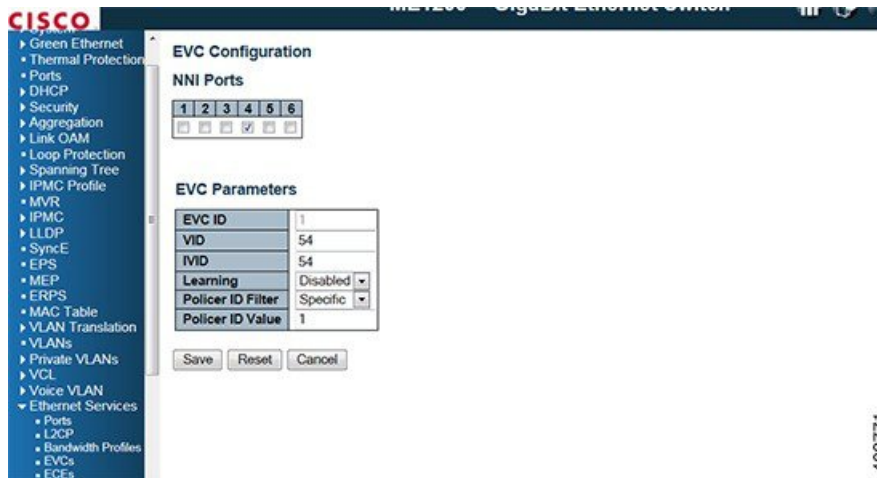 CISCO
Green Ethernet
Thermal Protection
Ports
DHCP
Security
Aggregation
Link OAM
Loop Protection
Spanning Tree
IPMC Profile
MVR
IPMC
LLDP
SyncE
EPS
MEP
ERPS
MAC Table
VLAN Translation
VLANs
Private VLANs
VCL
Voice VLAN
Ethernet Services
Ports
L2CP
Bandwidth Profiles
EVCs
ECEs
EVC Configuration
NNI Ports
1 2 3 4 5 6
EVC Parameters
EVC ID 1
VID 54
IVID 54
Learning Disabled
Policer ID Filter Specific
Policer ID Value 1
Save Reset Cancel